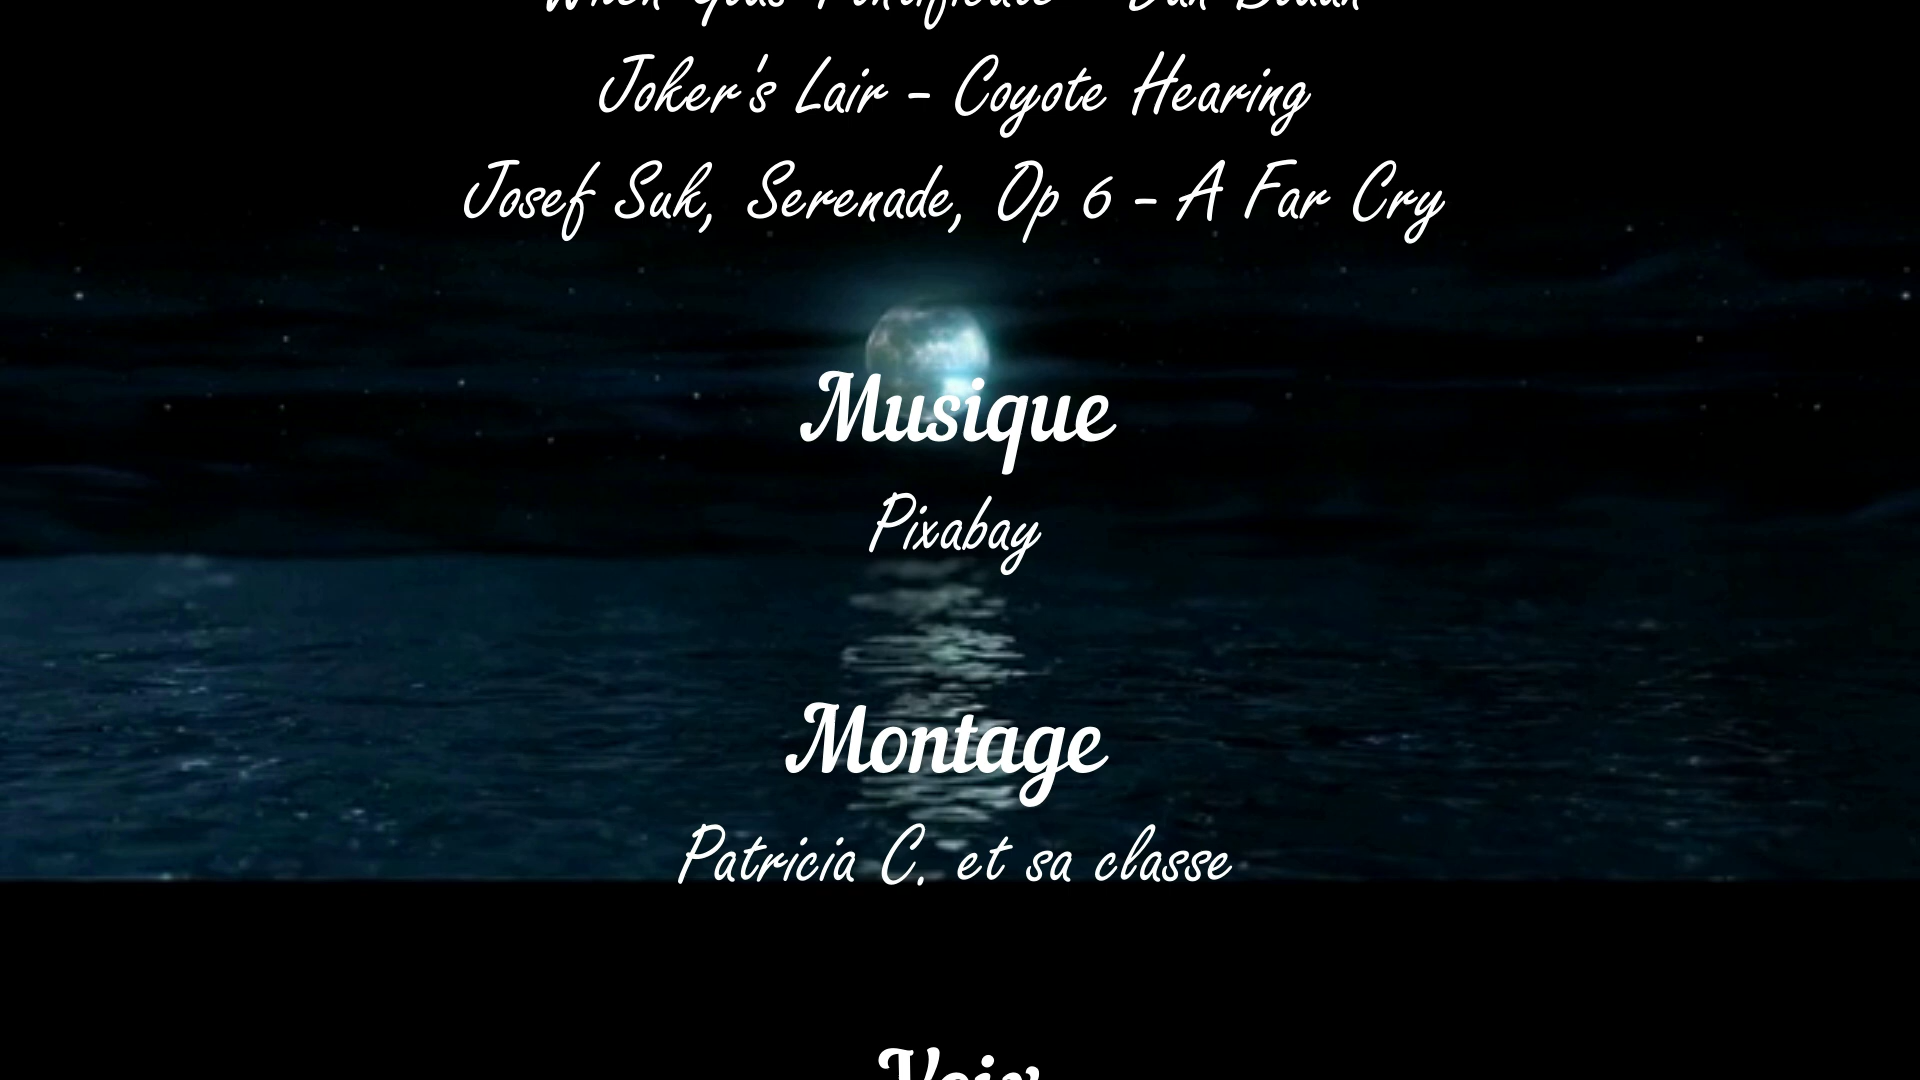 Joker's Lair - Coyote Hearing
Josef Suk, Serenade, Op 6 - A Far Cry
Musique
Pixabay
Montage
Patricia C. et sa classe